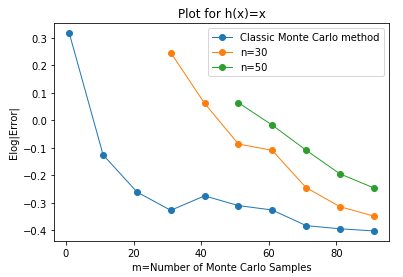 Plot for h(x)=x
Elog|Error|
0.3
0.2
0.1
0.0
−0.1
−0.2
−0.3
−0.4
Classic Monte Carlo method
n=30
n=50
0 20 40 60 80
m=Number of Monte Carlo Samples